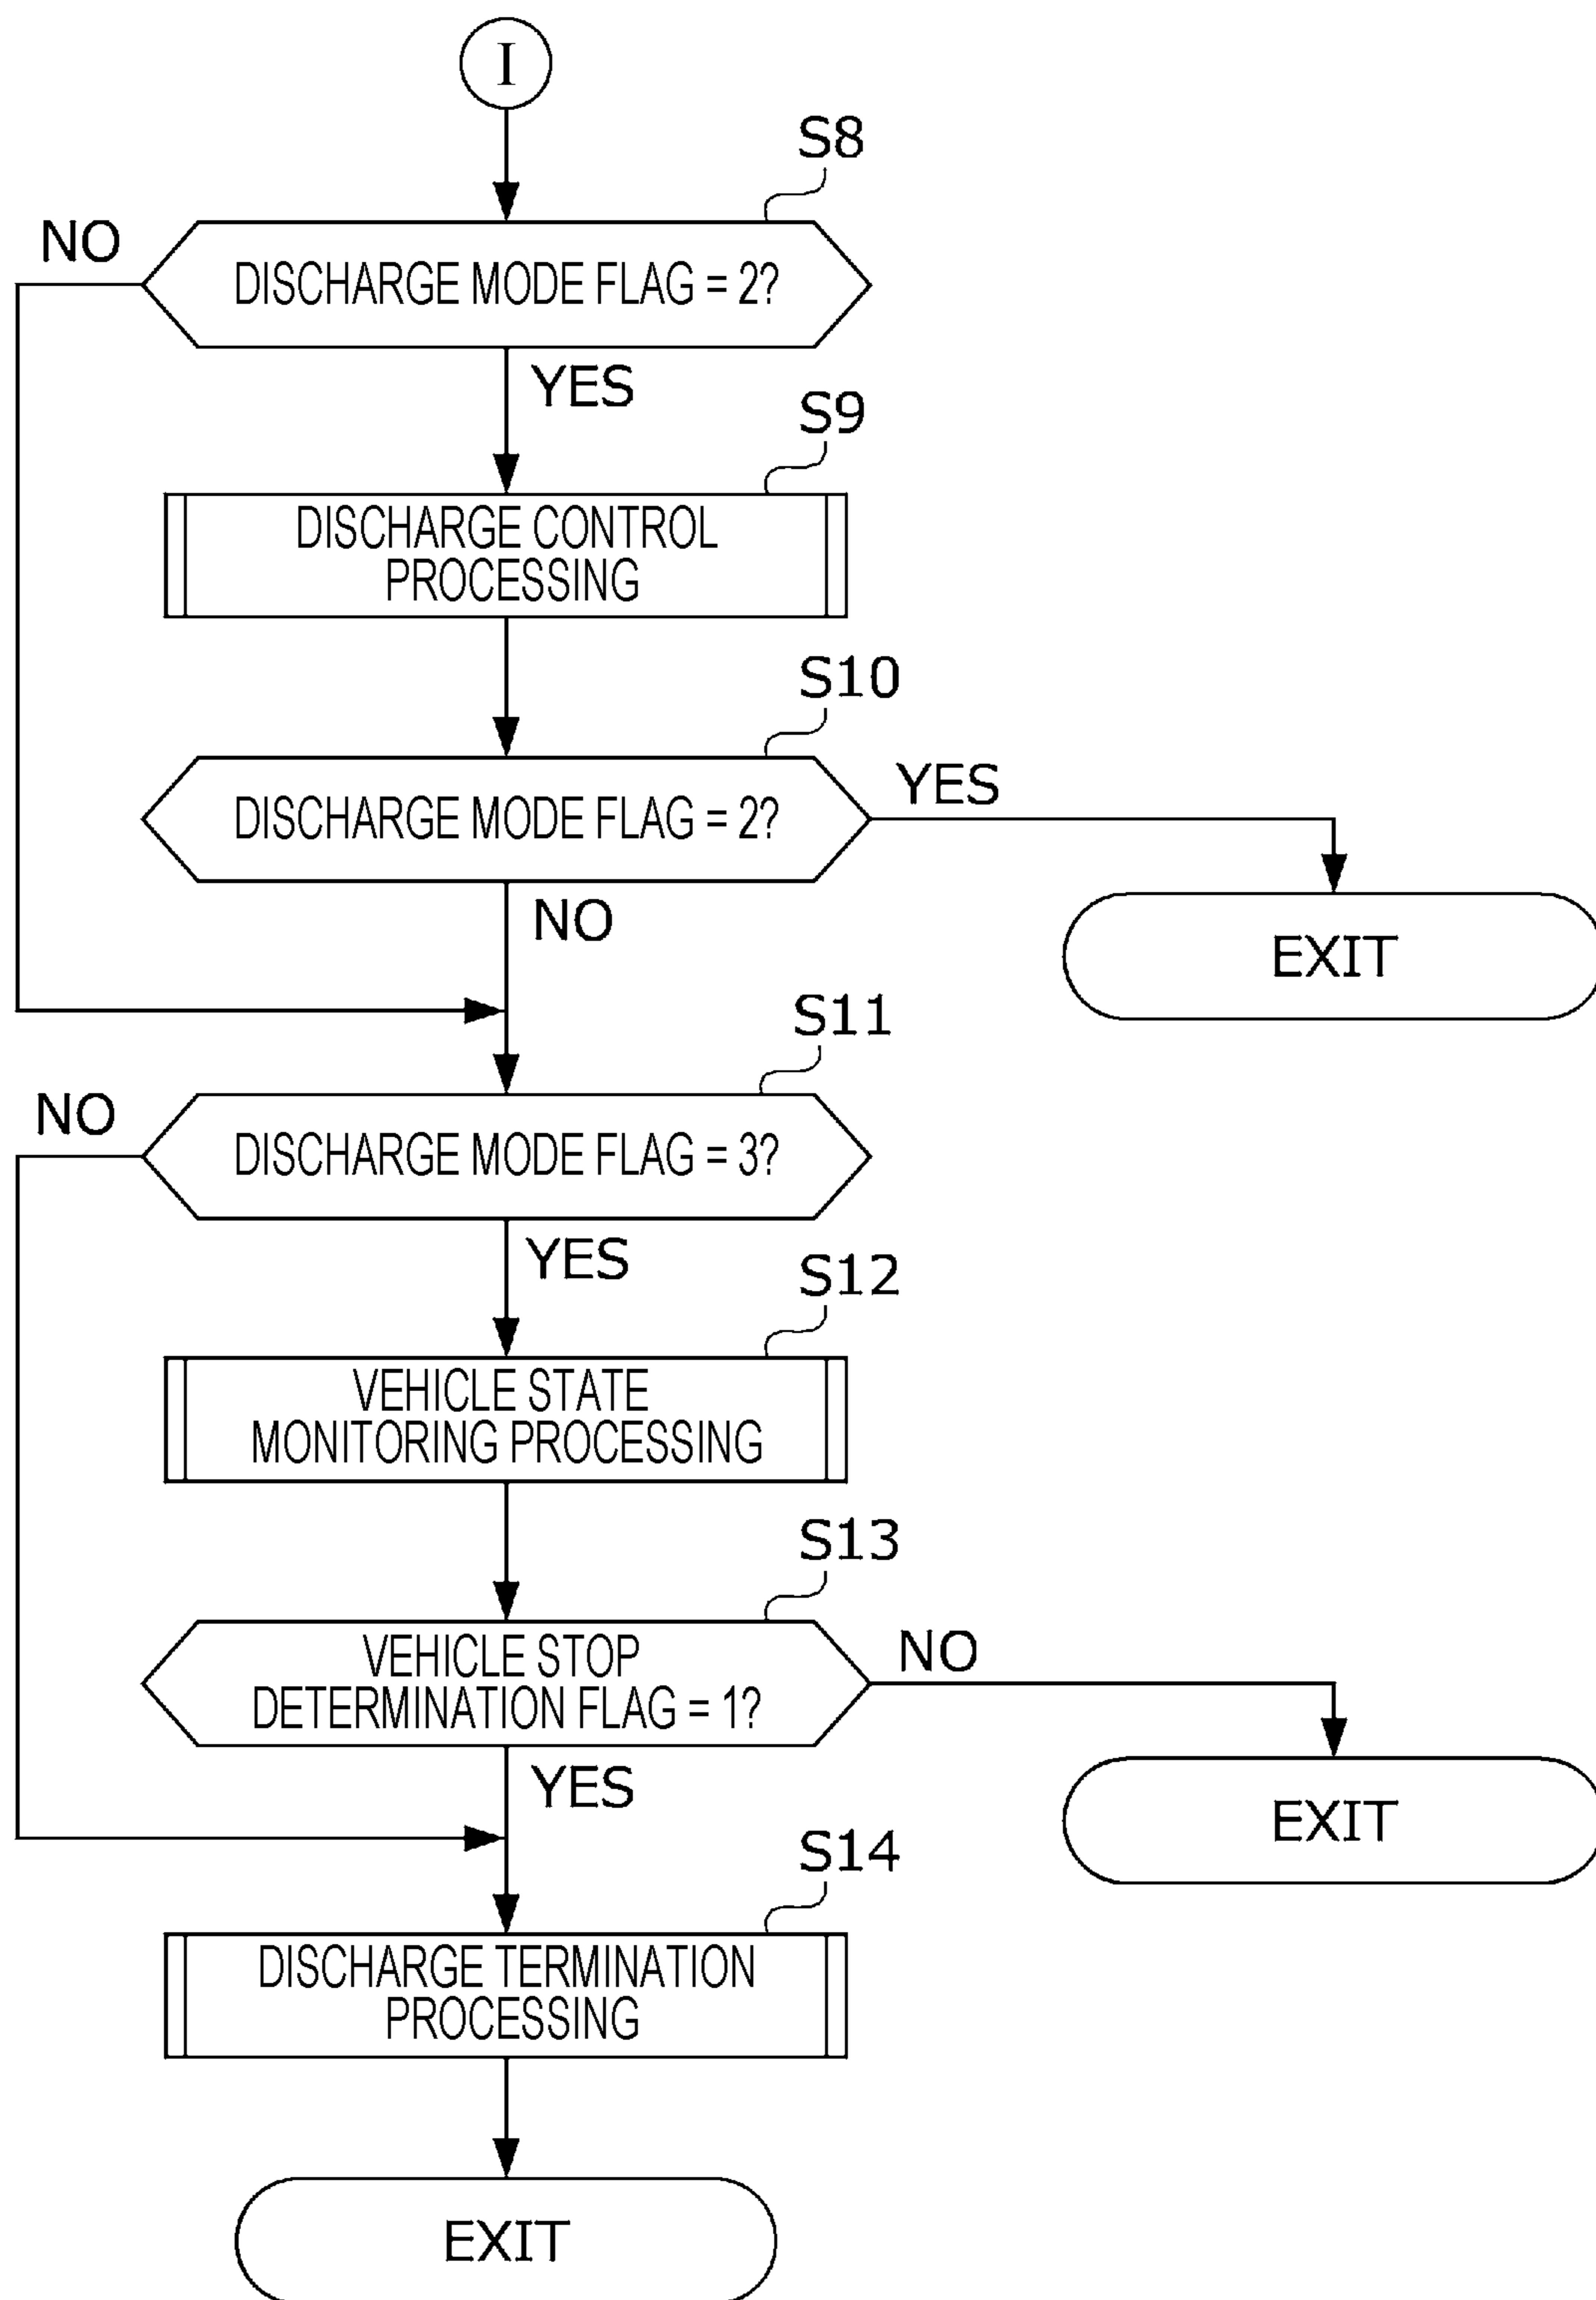 I
S8
NO
DISCHARGE MODE FLAG = 2?
YES
S9
DISCHARGE CONTROL
PROCESSING
S10
DISCHARGE MODE FLAG = 2?
YES
NO
EXIT
S11
NO
DISCHARGE MODE FLAG = 3?
YES
S12
VEHICLE STATE
MONITORING PROCESSING
S13
VEHICLE STOP
DETERMINATION FLAG = 1?
NO
YES
EXIT
S14
DISCHARGE TERMINATION
PROCESSING
EXIT